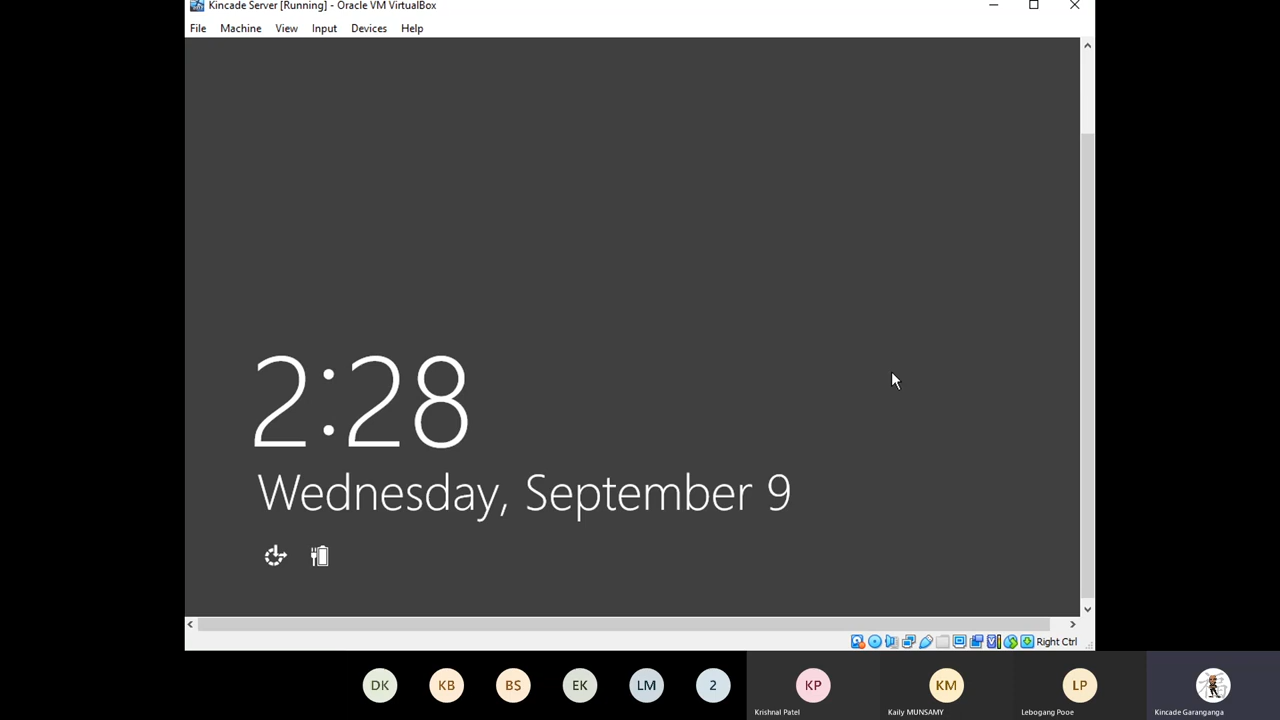 Kincade Server [Running] - Oracle VM VirtualBox
File Machine View Input Devices Help
2:28
Wednesday, September 9
Right Ctrl
DK KB BS EK LM 2 KP KM LP
Krishnal Patel Kaily MUNSAMY Lebogang Pooe Kincade Garanganga